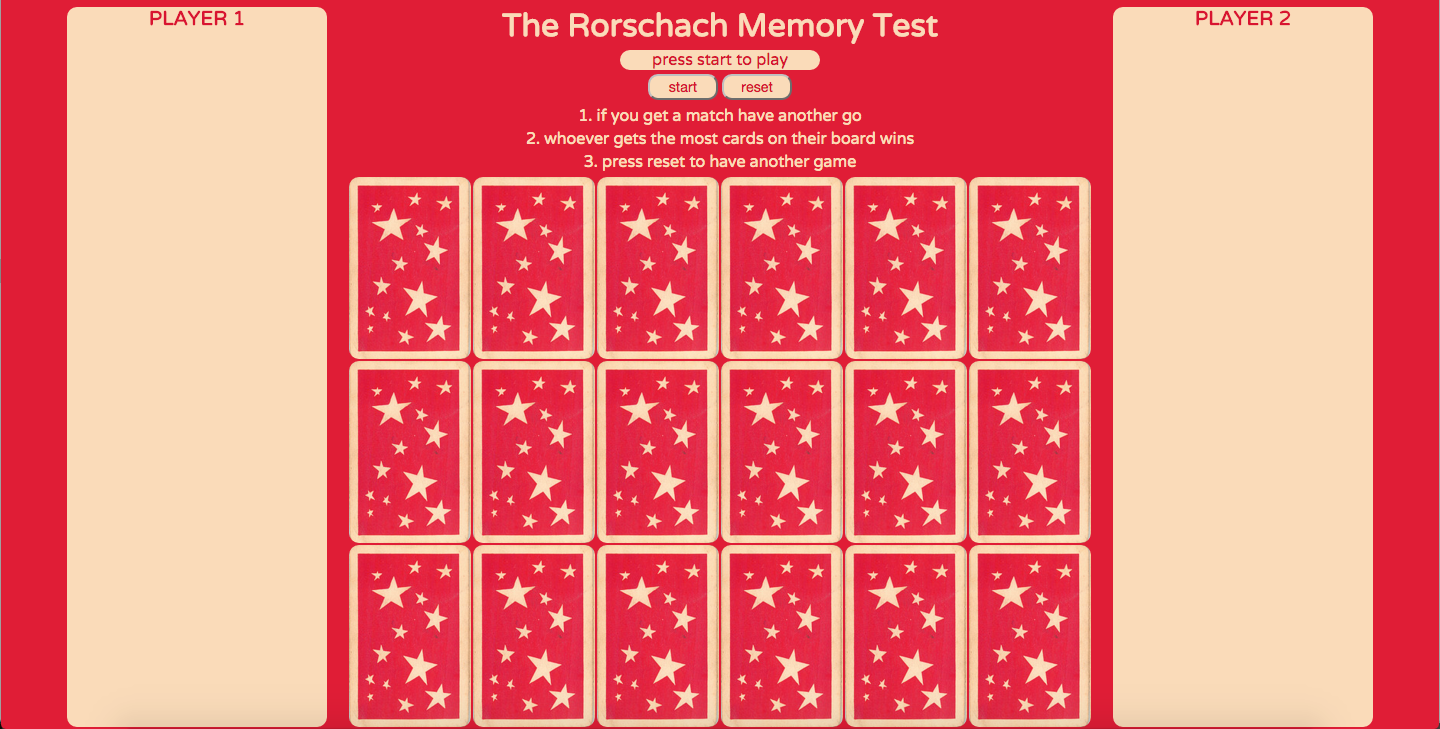 PLAYER 1
The Rorschach Memory Test
PLAYER 2
press start to play
start reset
1. if you get a match have another go
2. whoever gets the most cards on their board wins
3. press reset to have another game